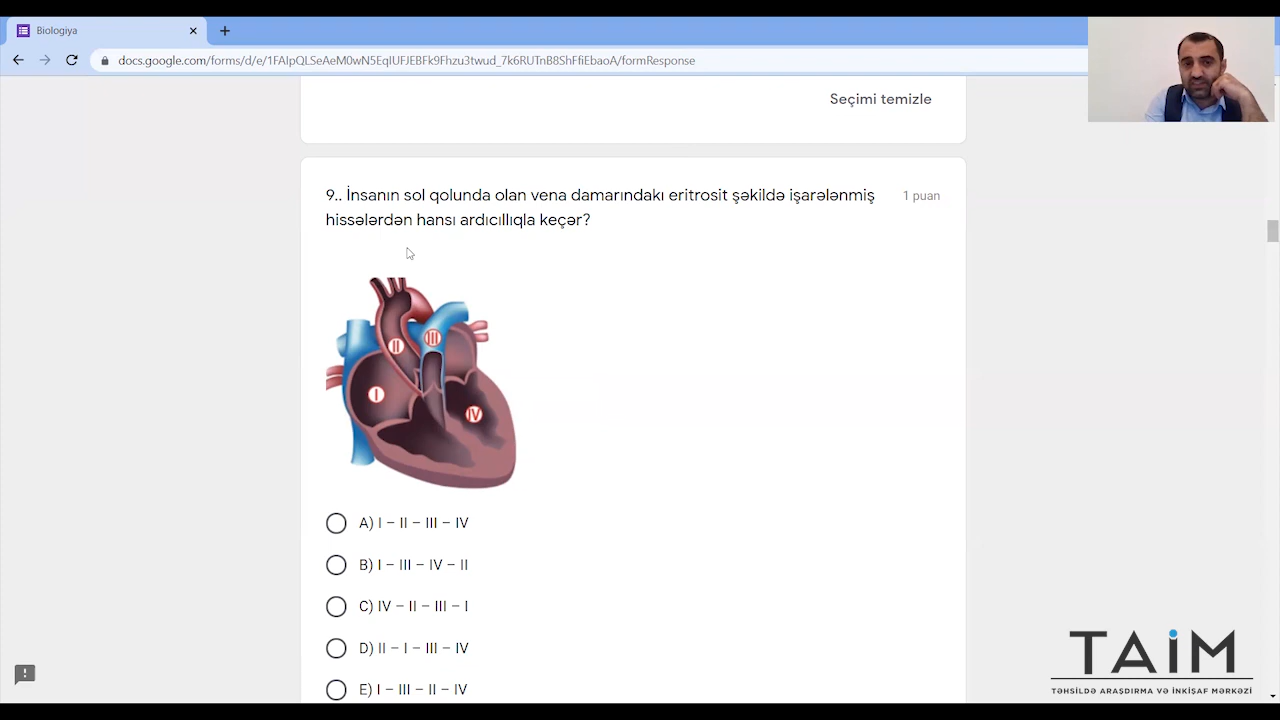 Biologiya
docs.google.com/forms/d/e/1FAIpQLSeAeM0wN5EqIUFJEBFk9Fhzu3twud_7k6RUTnB8ShFfiEbaoA/formResponse
Seçimi temizle
9.. İnsanın sol qolunda olan vena damarındakı eritrosit şəkildə işarələnmiş
hissələrdən hansı ardıcıllıqla keçər?
1 puan
II
III
I
IV
A) I – II – III – IV
B) I – III – IV – II
C) IV – II – III – I
D) II – I – III – IV
E) I – III – II – IV
TAiM
TƏHSİLDƏ ARAŞDIRMA VƏ İNKİŞAF MƏRKƏZİ